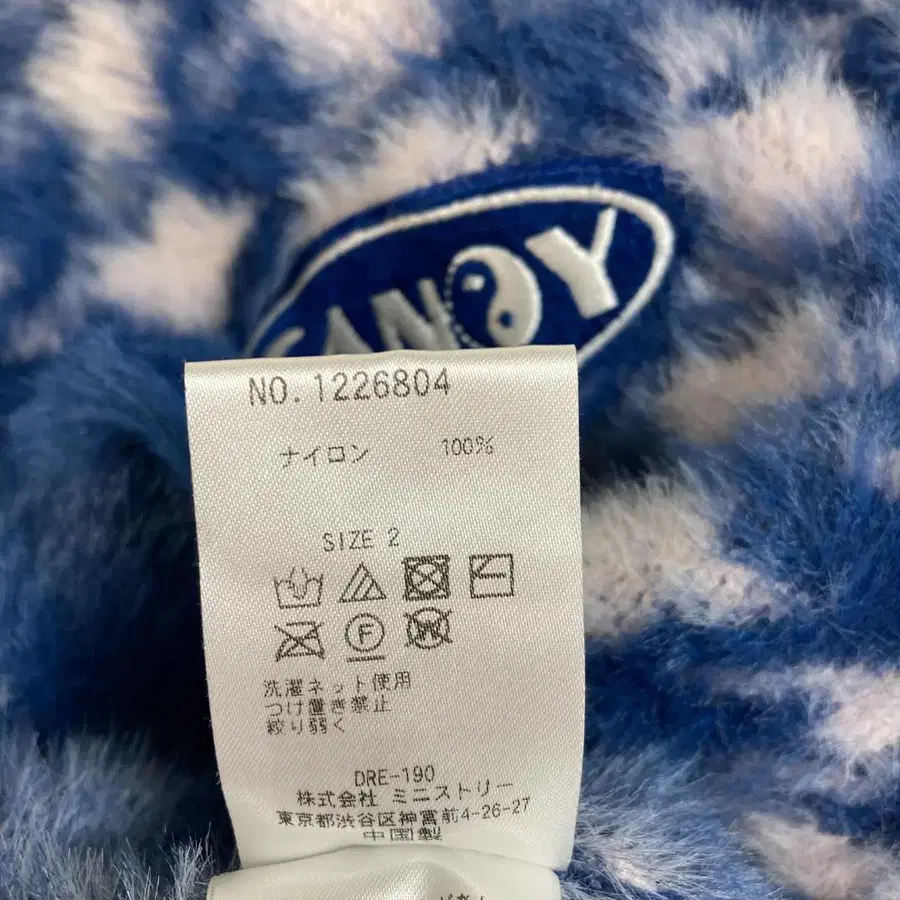 CANDY
NO. 1226804
ナイロン 100%
SIZE 2
F
W
洗濯ネット使用
つけ置き禁止
絞り弱く
DRE-190
株式会社 ミニストリー
東京都渋谷区神宮前4-26-27
中国製